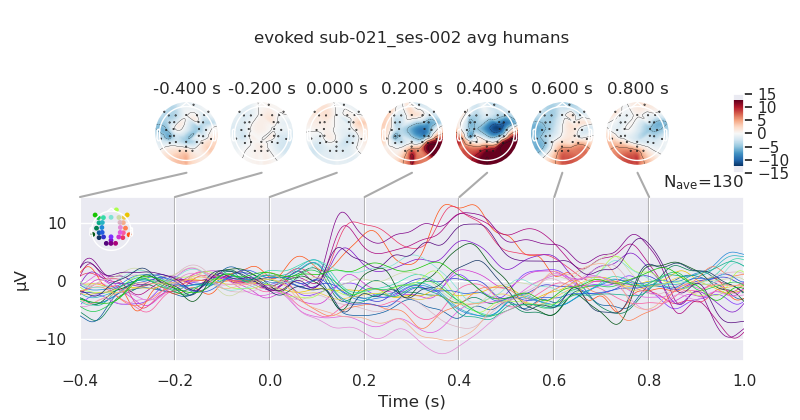 evoked sub-021_ses-002 avg humans
-0.400 s -0.200 s 0.000 s 0.200 s 0.400 s 0.600 s 0.800 s
15
10
5
0
−5
−10
−15
Nave=130
10
0
−10
µV
−0.4 −0.2 0.0 0.2 0.4 0.6 0.8 1.0
Time (s)